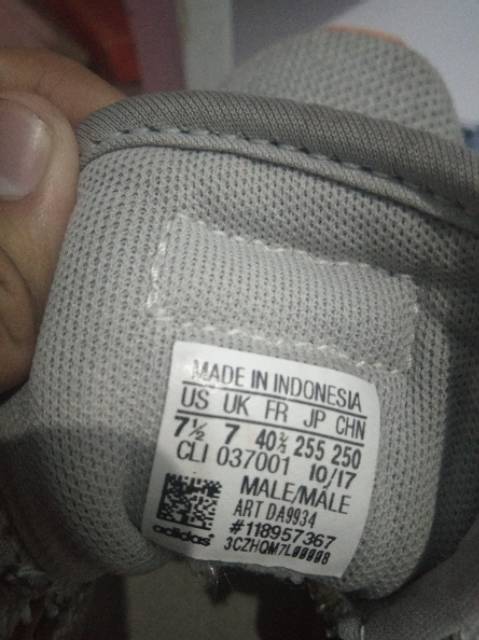 MADE IN INDONESIA
US UK FR JP CHN
7½ 7 40⅔ 255 250
CLI 037001 10/17
MALE/MALE
ART DA9934
#118957367
adidas® 3CZHQM7L00008